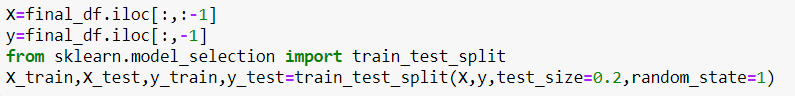 X=final_df.iloc[:,:-1]
y=final_df.iloc[:,-1]
from sklearn.model_selection import train_test_split
X_train,X_test,y_train,y_test=train_test_split(X,y,test_size=0.2,random_state=1)